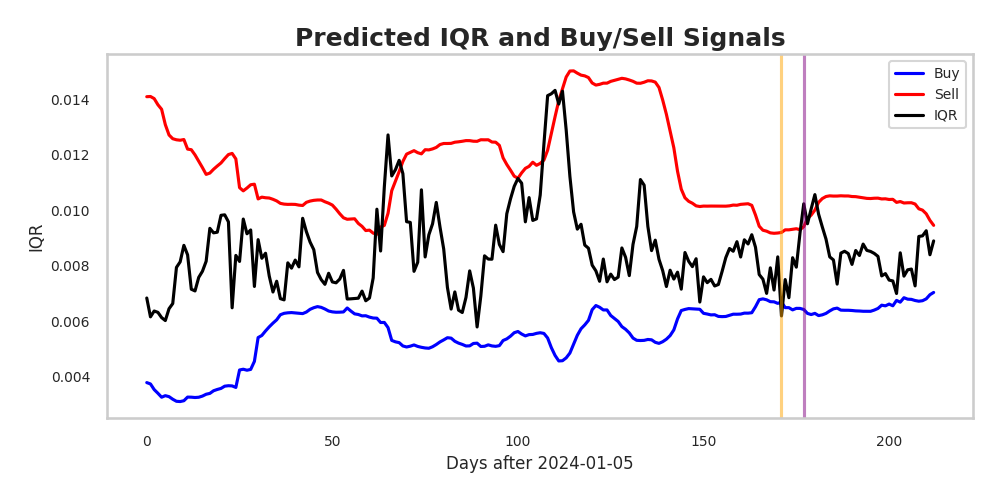 Predicted IQR and Buy/Sell Signals
Buy
Sell
IQR
0.014
0.012
0.010
0.008
0.006
0.004
IQR
0
50
100
150
200
Days after 2024-01-05